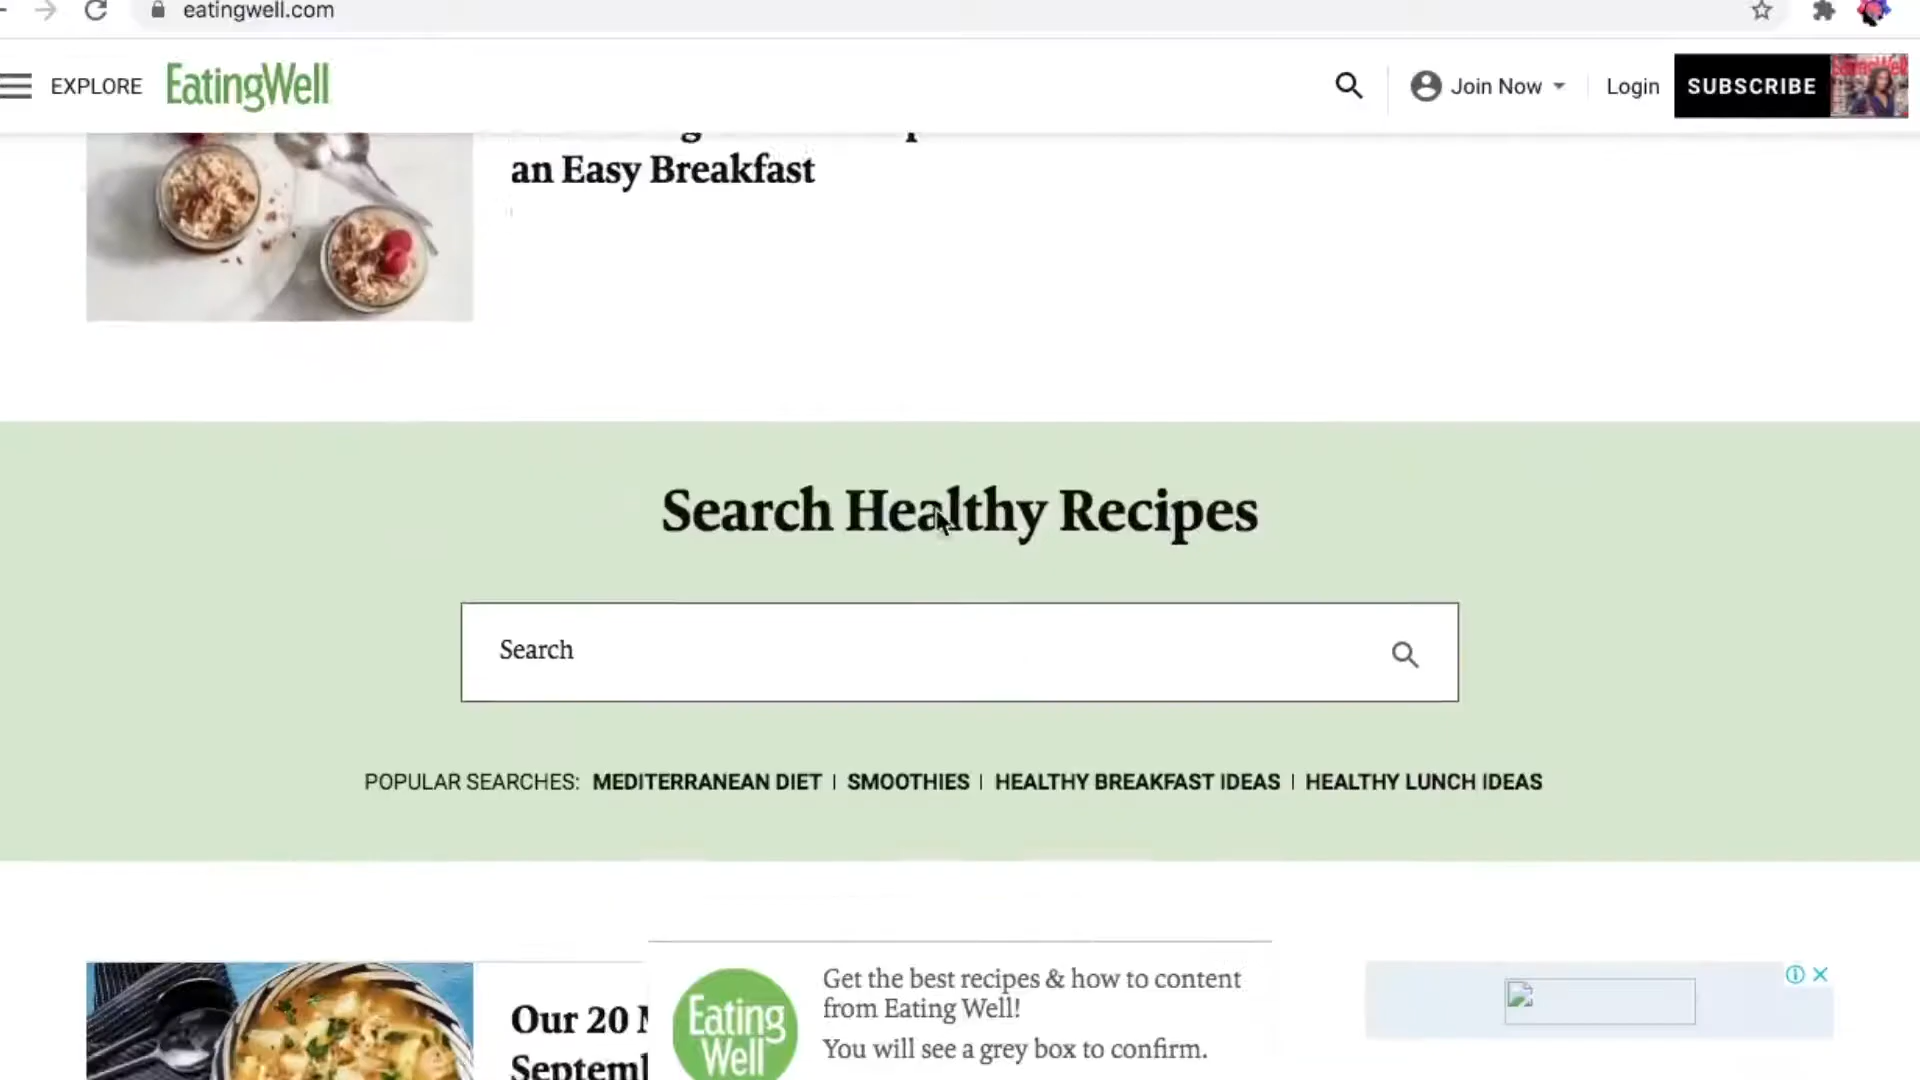 eatingwell.com
EXPLORE EatingWell Join Now Login SUBSCRIBE
an Easy Breakfast
Search Healthy Recipes
Search
POPULAR SEARCHES: MEDITERRANEAN DIET | SMOOTHIES | HEALTHY BREAKFAST IDEAS | HEALTHY LUNCH IDEAS
Our 20
Eating
Well
Get the best recipes & how to content
from Eating Well!
You will see a grey box to confirm.